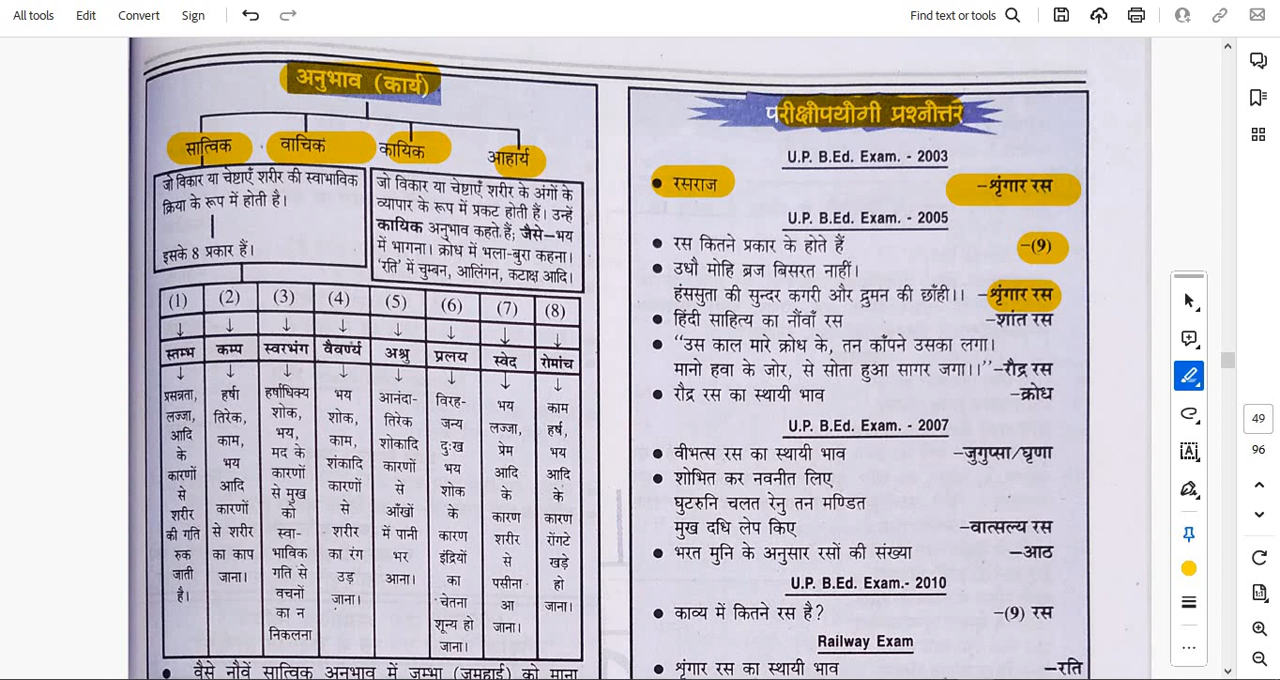 All tools
Edit
Convert
Sign
Find text or tools
अनुभाव (कार्य)
सात्विक
वाचिक
कायिक
आहार्य
जो विकार या चेष्टाएँ शरीर की स्वाभाविक
क्रिया के रूप में होती है।
इसके 8 प्रकार हैं।
जो विकार या चेष्टाएँ शरीर के अंगों के
व्यापार के रूप में प्रकट होती हैं। उन्हें
कायिक अनुभाव कहते हैं; जैसे—भय
में भागना। क्रोध में भला-बुरा कहना।
'रति' में चुम्बन, आलिंगन, कटाक्ष आदि।
(1) (2) (3) (4) (5) (6) (7) (8)
↓ ↓ ↓ ↓ ↓ ↓ ↓ ↓
स्तम्भ कम्प स्वरभंग वैवर्ण्य अश्रु प्रलय स्वेद रोमांच
↓ ↓ ↓ ↓ ↓ ↓ ↓ ↓
प्रसन्नता,
लज्जा,
आदि
के
कारणों
से
शरीर
की गति
रुक
जाती
है।
हर्षा
तिरेक,
काम,
भय
आदि
कारणों
से शरीर
का काप
जाना।
हर्षाधिक्य
शोक,
भय,
मद के
कारणों
से मुख
का
स्वा-
भाविक
गति से
वचनों
का न
निकलना
भय
शोक,
काम,
शंकादि
कारणों
से
शरीर
का रंग
उड़
जाना।
आनंदा-
तिरेक
शोकादि
कारणों
से
आँखों
में पानी
भर
आना।
विरह-
जन्य
दुःख
भय
शोक
के
कारण
इंद्रियों
का
चेतना
शून्य हो
जाना।
भय
लज्जा,
प्रेम
आदि
के
कारण
शरीर
से
पसीना
आ
जाना।
काम
हर्ष,
भय
आदि
के
कारण
रोंगटे
खड़े
हो
जाना।
• वैसे नौवें सात्विक अनुभाव में जृम्भा (जमुहाई) को माना
परीक्षोपयोगी प्रश्नोत्तर
U.P. B.Ed. Exam. - 2003
• रसराज –श्रृंगार रस
U.P. B.Ed. Exam. - 2005
• रस कितने प्रकार के होते हैं –(9)
• उधौ मोहि ब्रज बिसरत नाहीं।
हंससुता की सुन्दर कगरी और द्रुमन की छाँही।। –श्रृंगार रस
• हिंदी साहित्य का नौंवाँ रस –शांत रस
• "उस काल मारे क्रोध के, तन काँपने उसका लगा।
मानो हवा के जोर, से सोता हुआ सागर जगा।।" –रौद्र रस
• रौद्र रस का स्थायी भाव –क्रोध
U.P. B.Ed. Exam. - 2007
• वीभत्स रस का स्थायी भाव –जुगुप्सा/घृणा
• शोभित कर नवनीत लिए
घुटरुनि चलत रेनु तन मण्डित
मुख दधि लेप किए –वात्सल्य रस
• भरत मुनि के अनुसार रसों की संख्या –आठ
U.P. B.Ed. Exam.- 2010
• काव्य में कितने रस है? –(9) रस
Railway Exam
• श्रृंगार रस का स्थायी भाव –रति
49
96